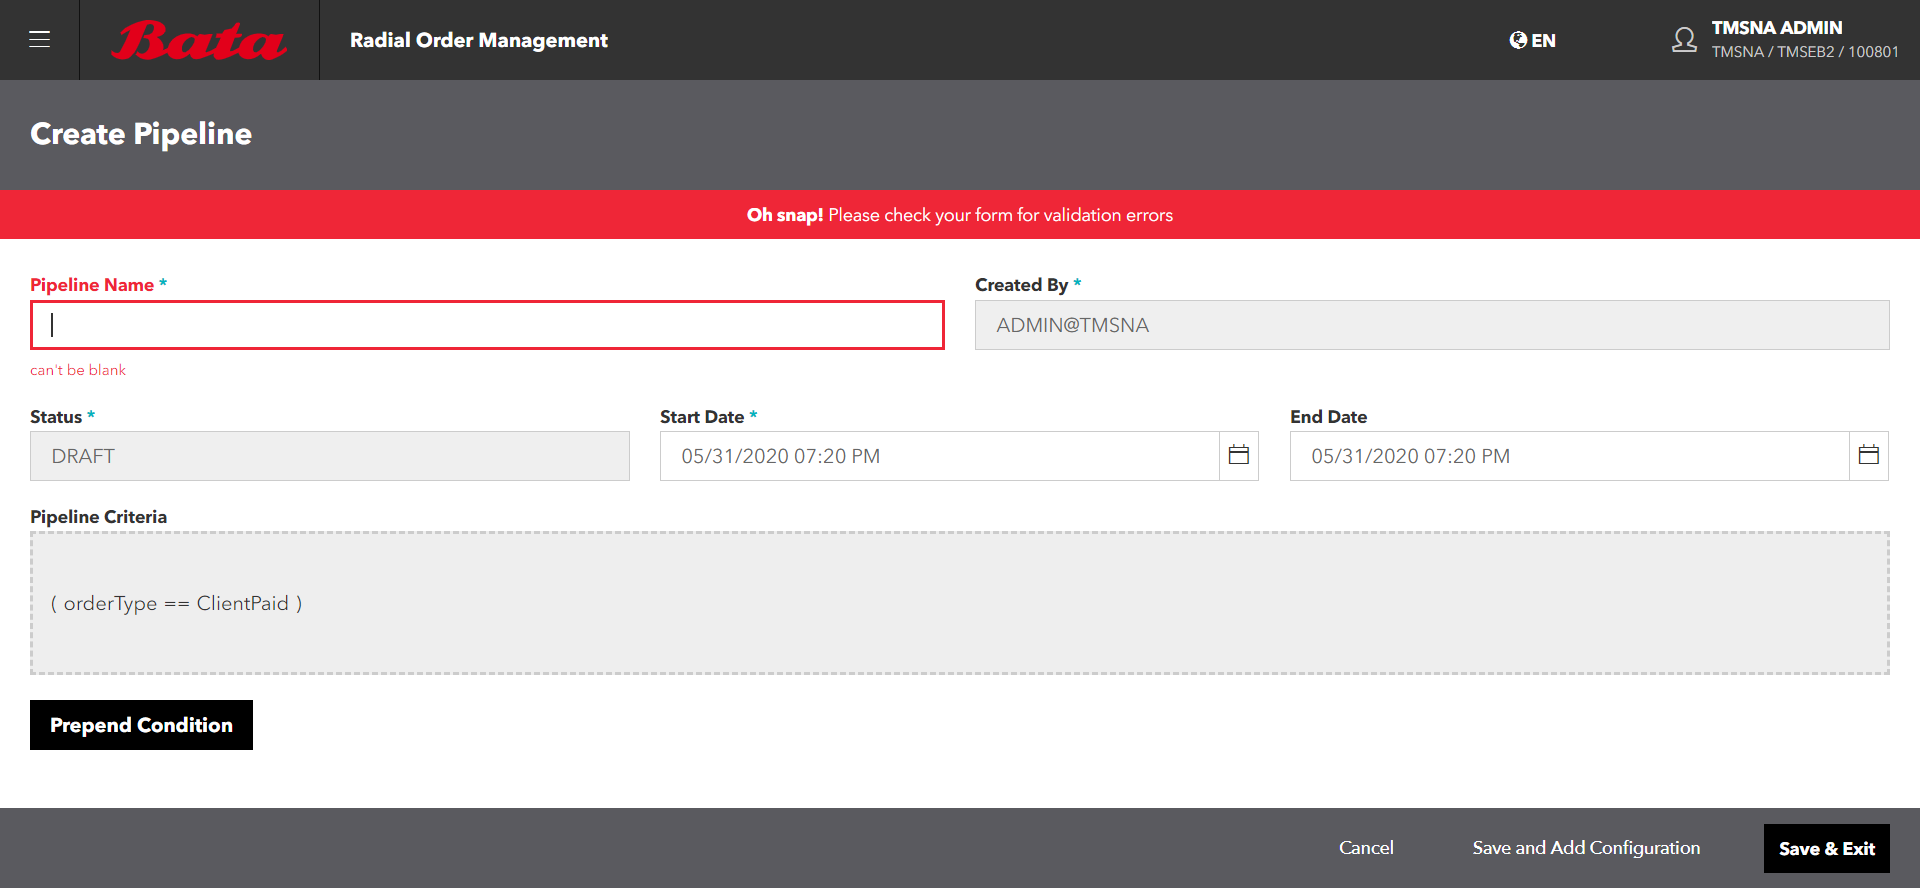 Bata
Radial Order Management
EN
TMSNA ADMIN
TMSNA / TMSEB2 / 100801
Create Pipeline
Oh snap! Please check your form for validation errors
Pipeline Name *
Created By *
ADMIN@TMSNA
can't be blank
Status *
Start Date *
End Date
DRAFT
05/31/2020 07:20 PM
05/31/2020 07:20 PM
Pipeline Criteria
( orderType == ClientPaid )
Prepend Condition
Cancel
Save and Add Configuration
Save & Exit